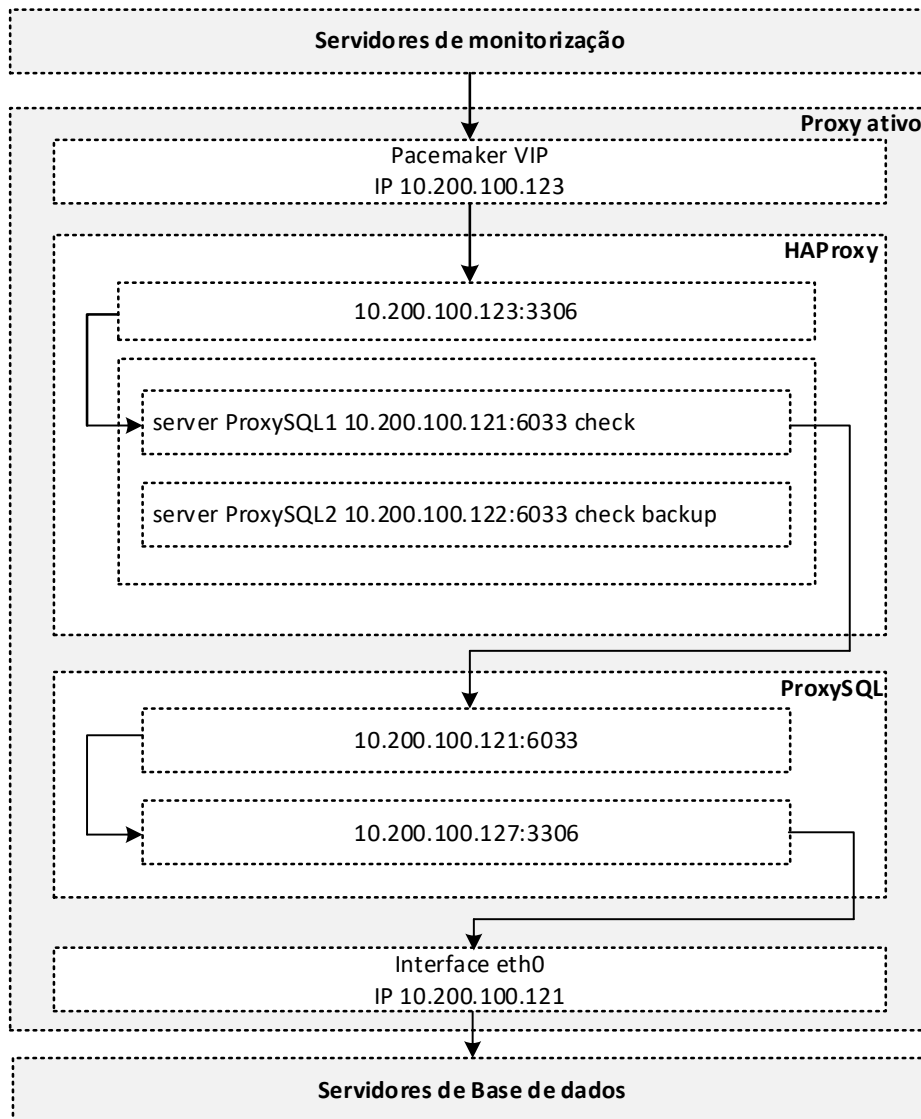 Servidores de monitorização
Proxy ativo
Pacemaker VIP
IP 10.200.100.123
HAProxy
10.200.100.123:3306
server ProxySQL1 10.200.100.121:6033 check
server ProxySQL2 10.200.100.122:6033 check backup
ProxySQL
10.200.100.121:6033
10.200.100.127:3306
Interface eth0
IP 10.200.100.121
Servidores de Base de dados